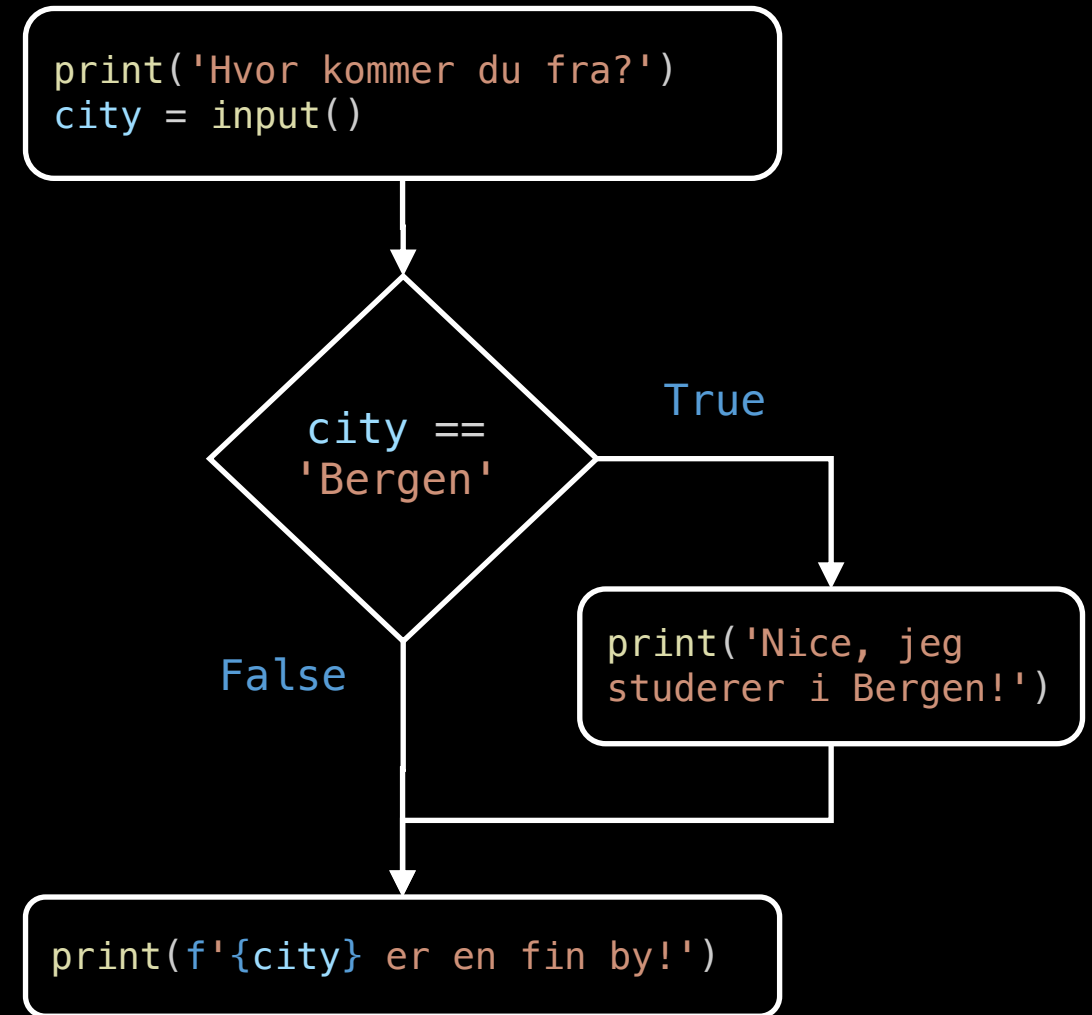 print('Hvor kommer du fra?')
city = input()
city ==
'Bergen'
True
False
print('Nice, jeg
studerer i Bergen!')
print(f'{city} er en fin by!')